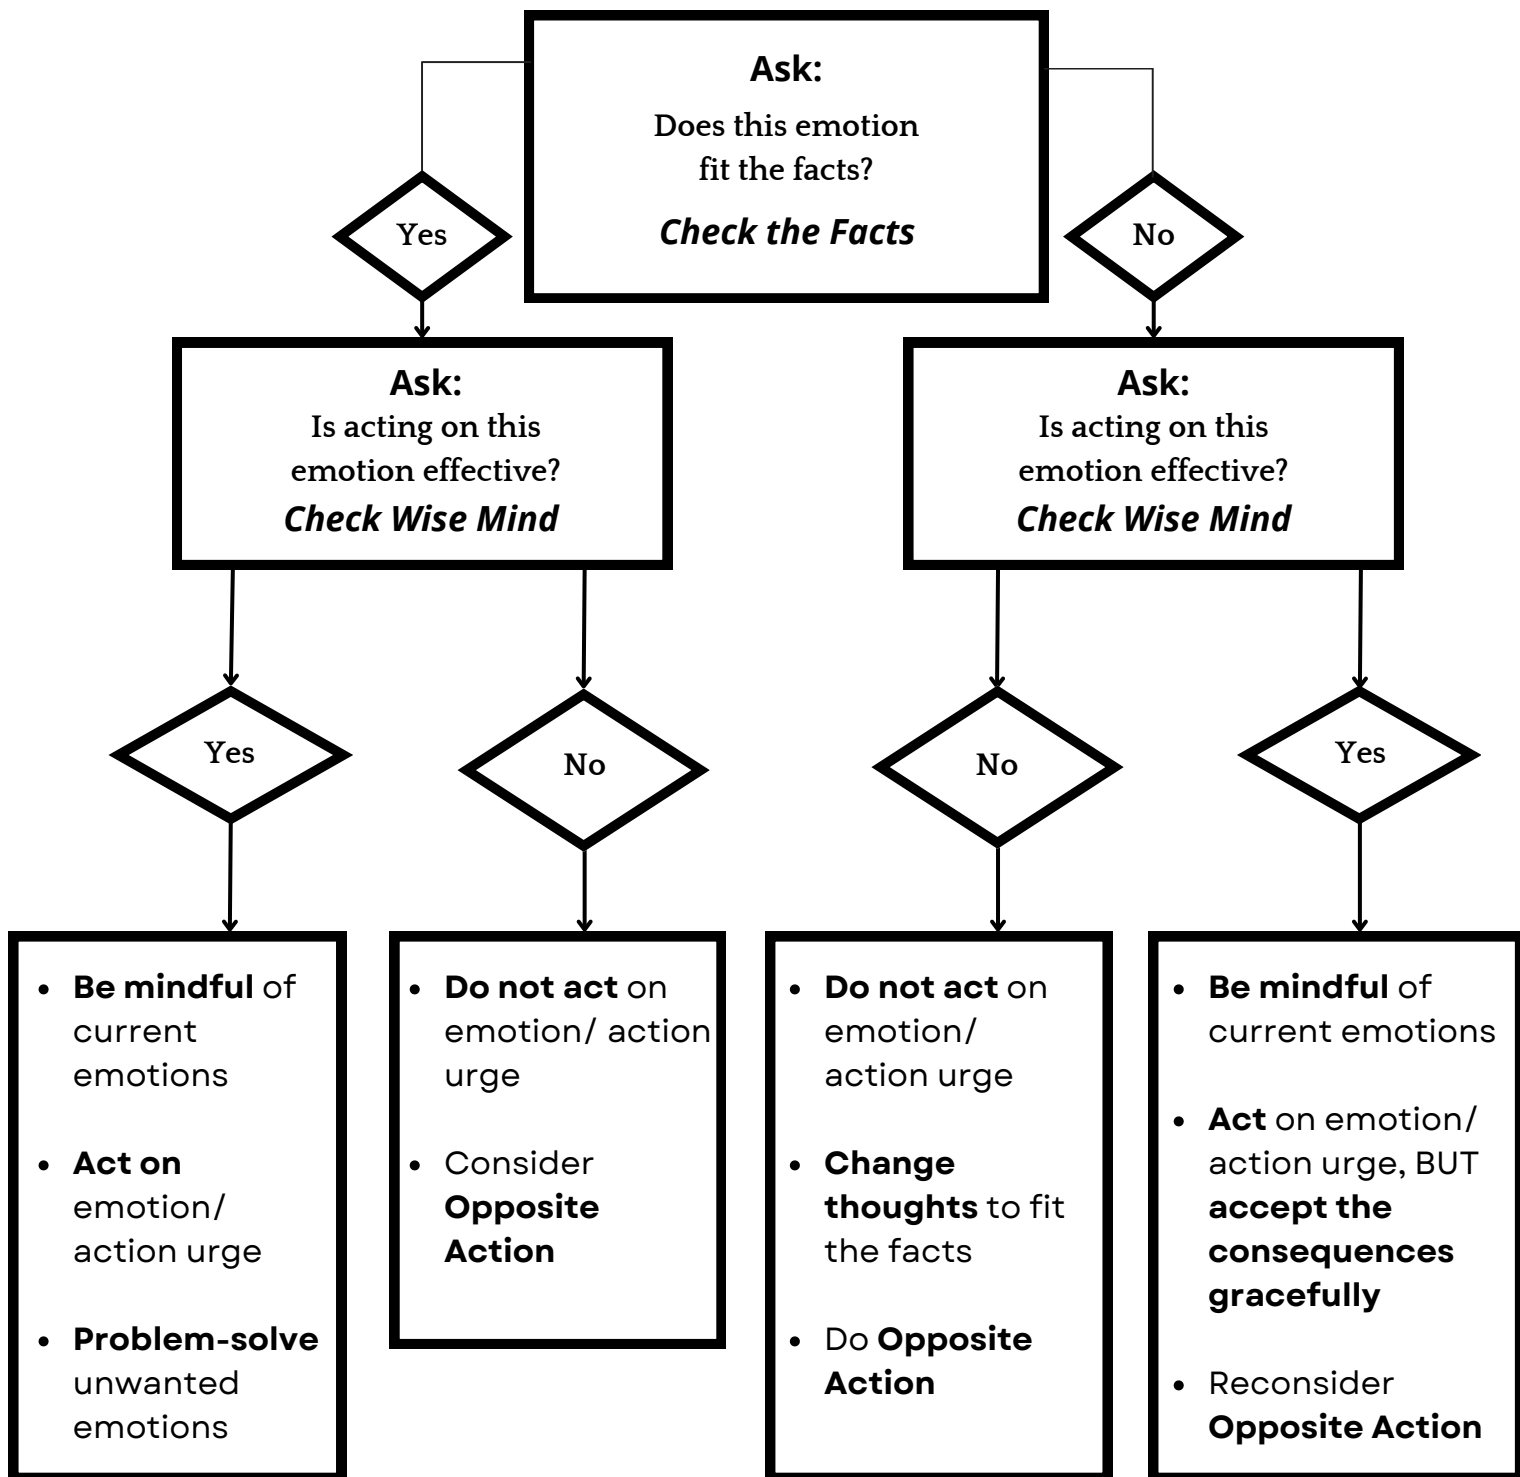 Ask:
Does this emotion
fit the facts?
Check the Facts
Yes
No
Ask:
Is acting on this
emotion effective?
Check Wise Mind
Ask:
Is acting on this
emotion effective?
Check Wise Mind
Yes
No
No
Yes
• Be mindful of
current
emotions
• Act on
emotion/
action urge
• Problem-solve
unwanted
emotions
• Do not act on
emotion/ action
urge
• Consider
Opposite
Action
• Do not act on
emotion/
action urge
• Change
thoughts to fit
the facts
• Do Opposite
Action
• Be mindful of
current emotions
• Act on emotion/
action urge, BUT
accept the
consequences
gracefully
• Reconsider
Opposite Action